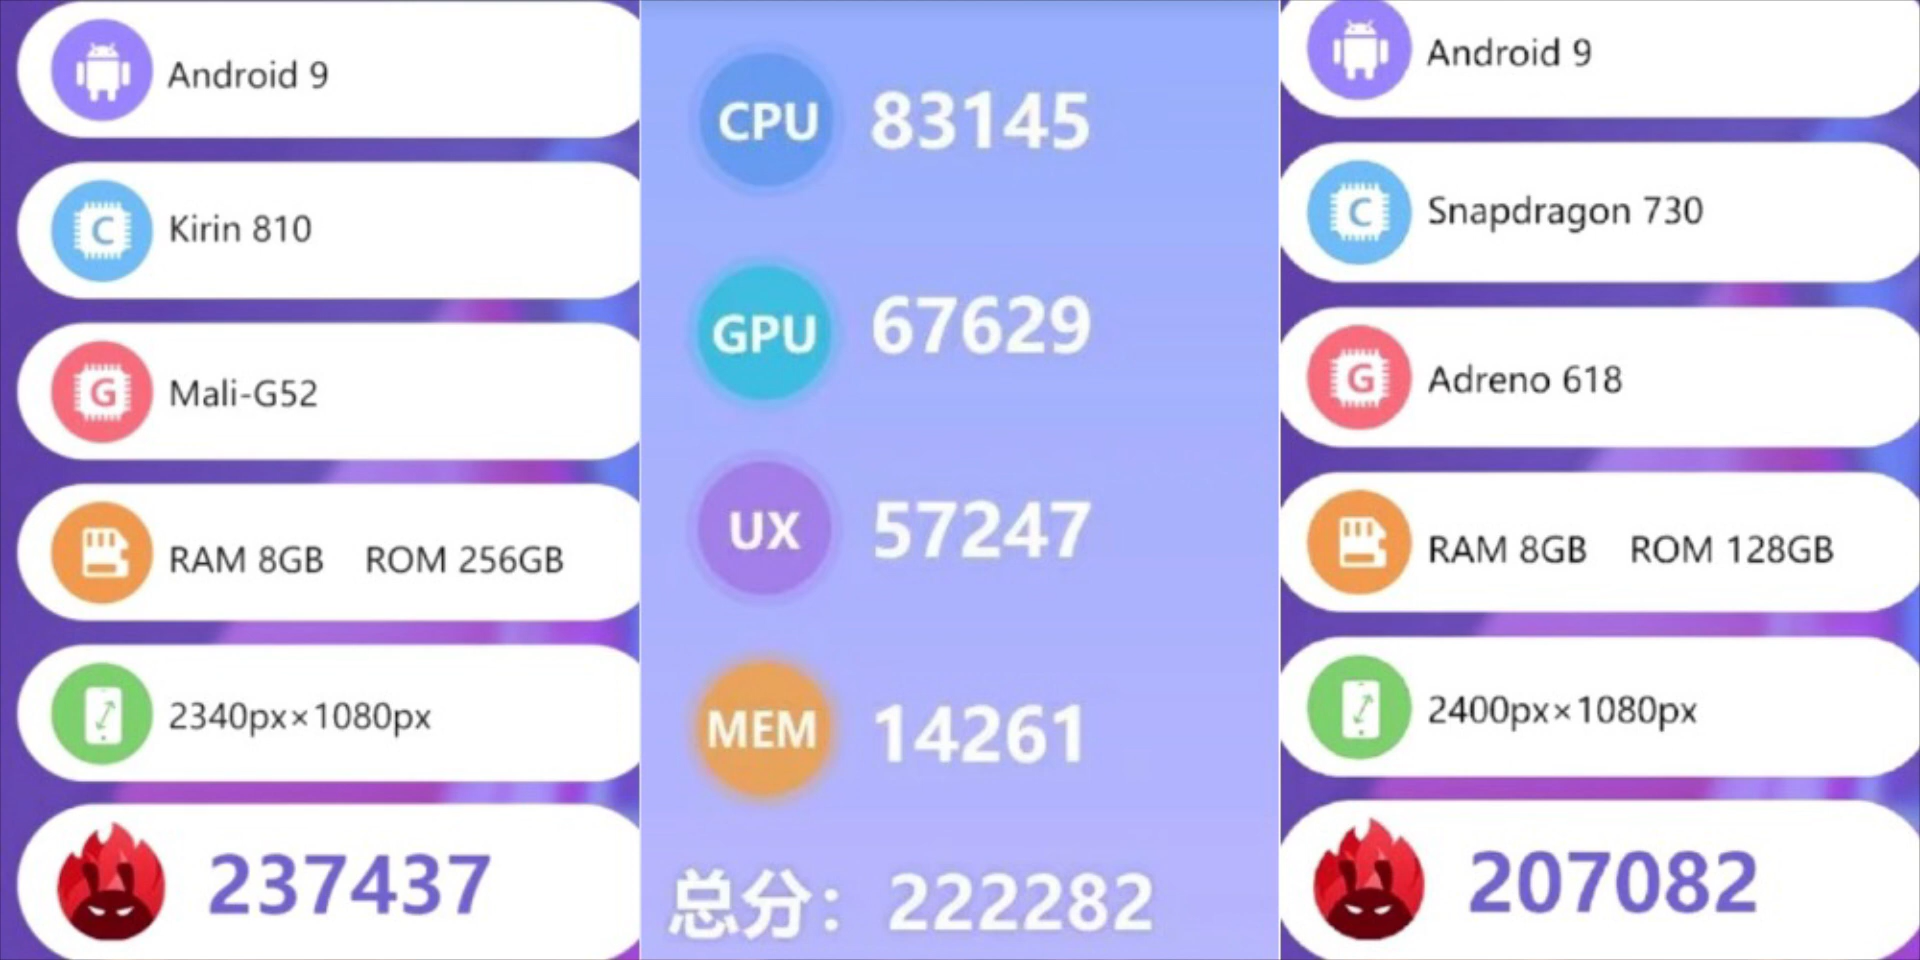 Android 9
C
Kirin 810
G
Mali-G52
RAM 8GB ROM 256GB
2340px×1080px
237437
CPU 83145
GPU 67629
UX 57247
MEM 14261
总分：222282
Android 9
C
Snapdragon 730
G
Adreno 618
RAM 8GB ROM 128GB
2400px×1080px
207082